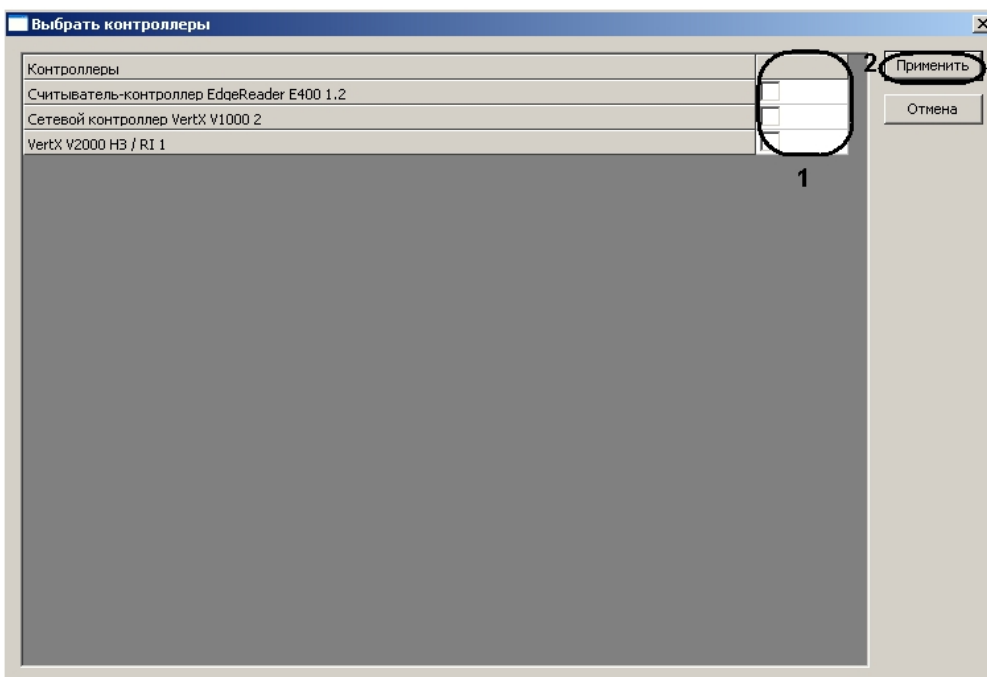 Выбрать контроллеры
Контроллеры
2
Применить
Считыватель-контроллер EdgeReader E400 1.2
Отмена
Сетевой контроллер VertX V1000 2
VertX V2000 НЗ / RI 1
1